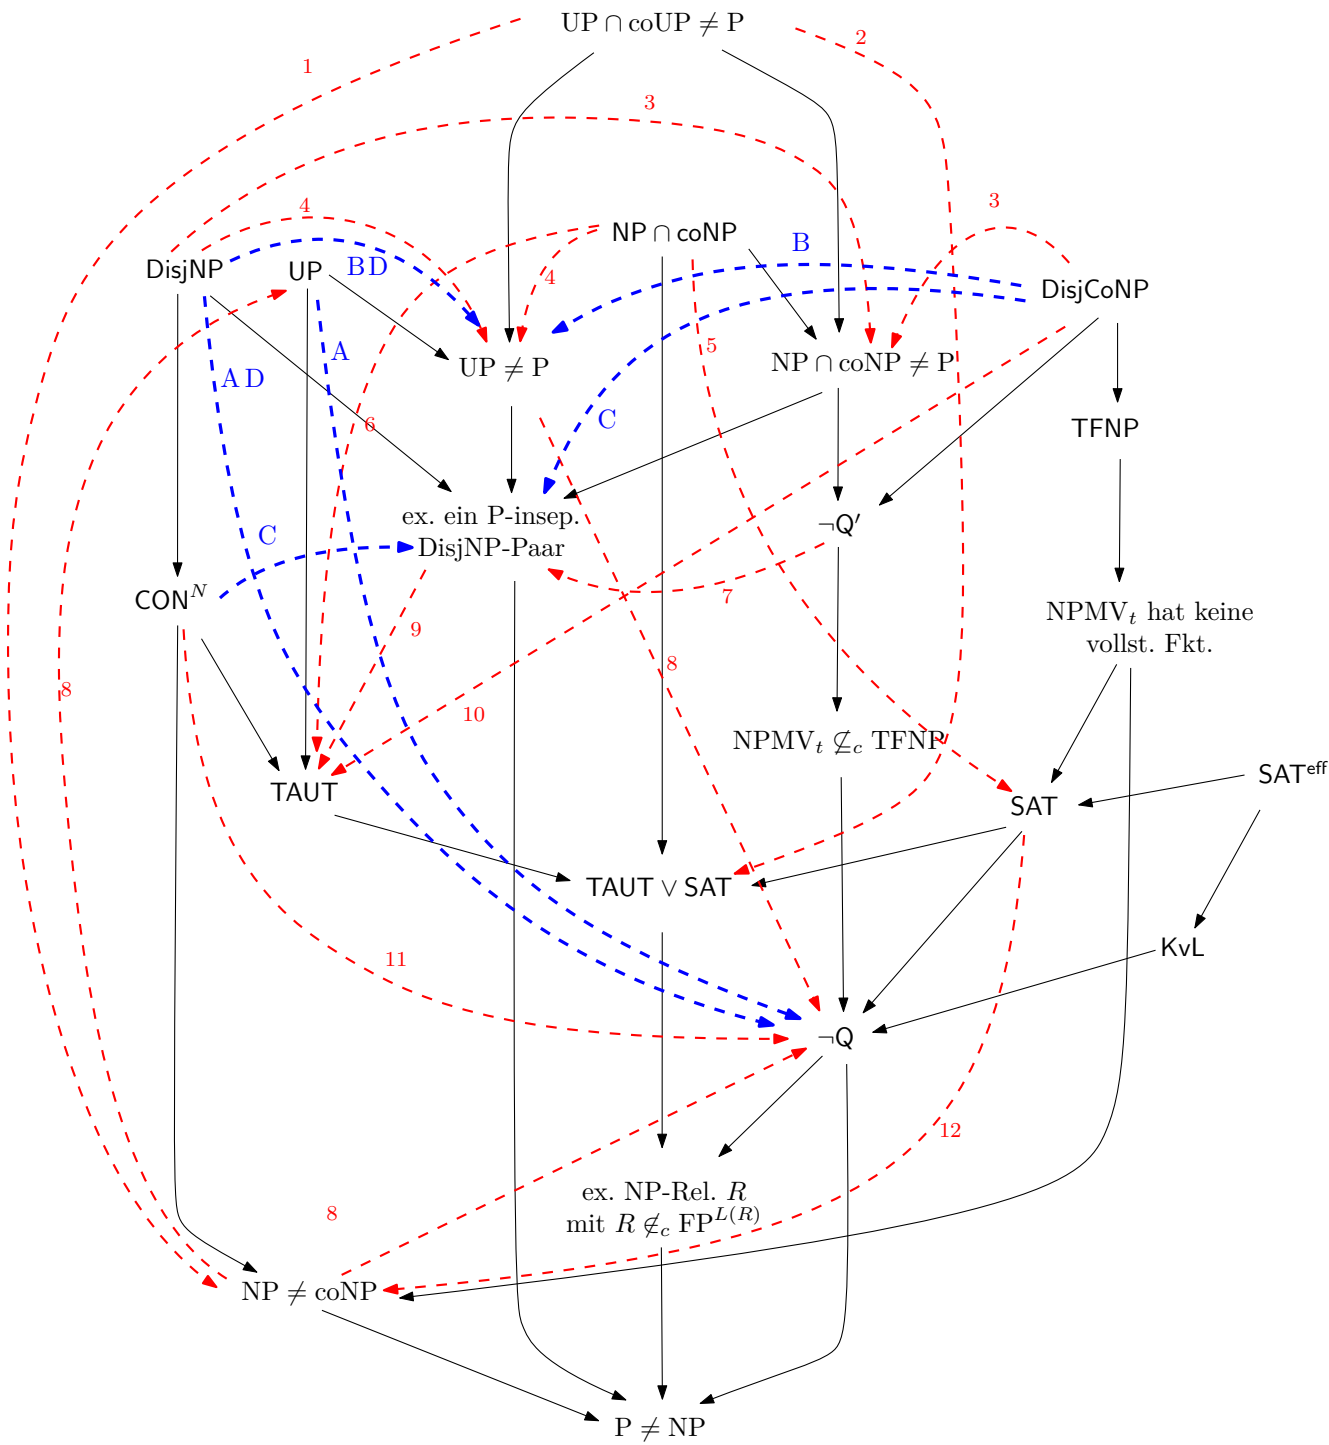 UP ∩ coUP ≠ P
2
1
3
3
4
NP ∩ coNP
B
DisjNP
UP
B D
4
DisjCoNP
5
A
A D
UP ≠ P
NP ∩ coNP ≠ P
6
C
TFNP
ex. ein P-insep.
DisjNP-Paar
¬Q′
C
7
CON^N
9
NPMV_t hat keine
vollst. Fkt.
8
8
10
NPMV_t ⊈_c TFNP
TAUT
SAT
SAT^eff
TAUT ∨ SAT
11
KvL
¬Q
12
8
ex. NP-Rel. R
mit R ∉_c FP^L(R)
NP ≠ coNP
P ≠ NP